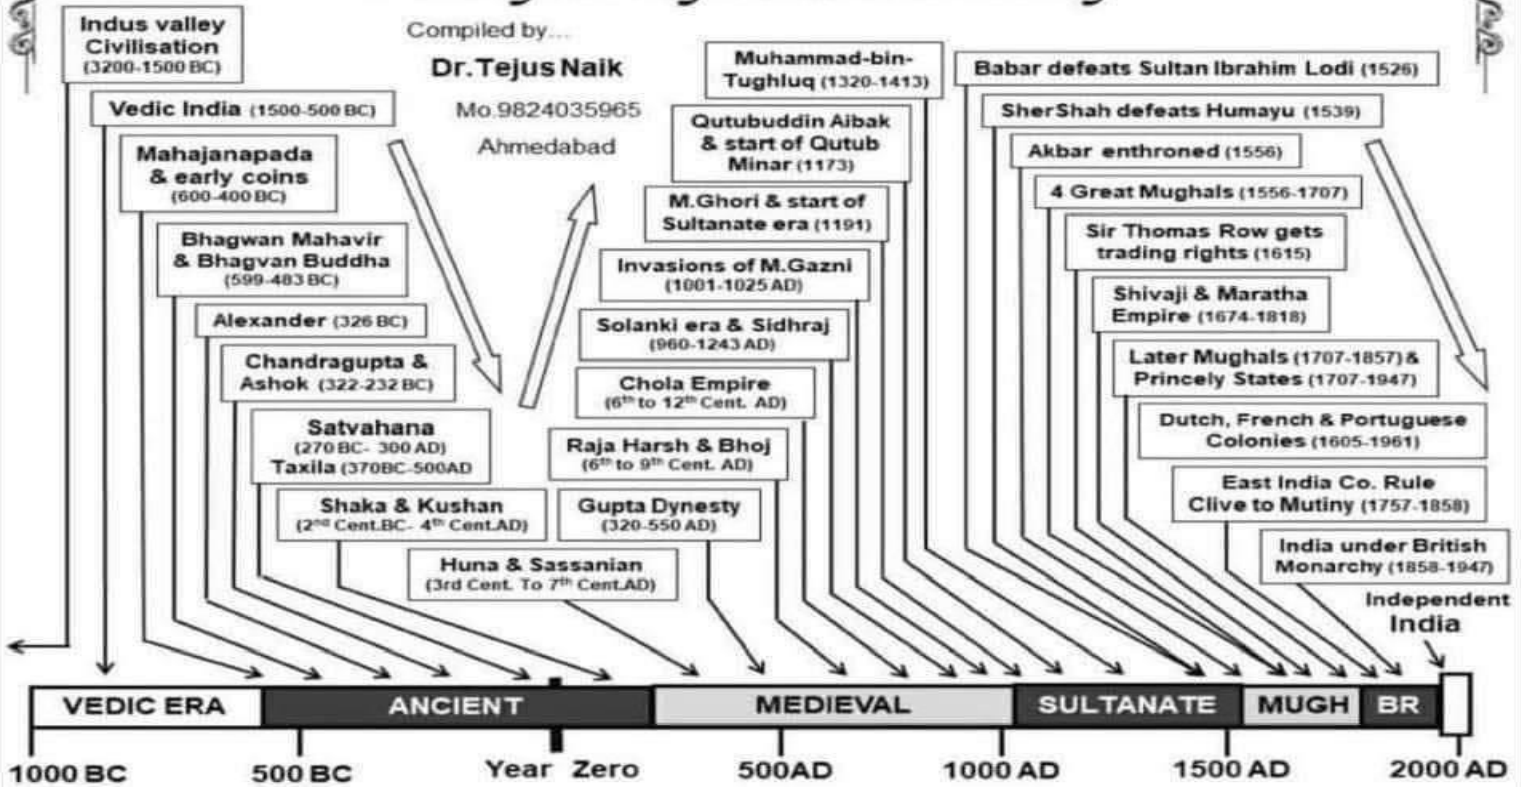 Indus valley
Civilisation
(3200-1500 BC)
Vedic India (1500-500 BC)
Mahajanapada
& early coins
(600-400 BC)
Bhagwan Mahavir
& Bhagvan Buddha
(599-483 BC)
Alexander (326 BC)
Chandragupta &
Ashok (322-232 BC)
Satvahana
(270 BC- 300 AD)
Taxila (370BC-500AD
Shaka & Kushan
(2nd Cent.BC- 4th Cent.AD)
Huna & Sassanian
(3rd Cent. To 7th Cent.AD)
Compiled by...
Dr.Tejus Naik
Mo.9824035965
Ahmedabad
Muhammad-bin-
Tughluq (1320-1413)
Qutubuddin Aibak
& start of Qutub
Minar (1173)
M.Ghori & start of
Sultanate era (1191)
Invasions of M.Gazni
(1001-1025 AD)
Solanki era & Sidhraj
(960-1243 AD)
Chola Empire
(6th to 12th Cent. AD)
Raja Harsh & Bhoj
(6th to 9th Cent. AD)
Gupta Dynesty
(320-550 AD)
Babar defeats Sultan Ibrahim Lodi (1526)
SherShah defeats Humayu (1539)
Akbar enthroned (1556)
4 Great Mughals (1556-1707)
Sir Thomas Row gets
trading rights (1615)
Shivaji & Maratha
Empire (1674-1818)
Later Mughals (1707-1857) &
Princely States (1707-1947)
Dutch, French & Portuguese
Colonies (1605-1961)
East India Co. Rule
Clive to Mutiny (1757-1858)
India under British
Monarchy (1858-1947)
Independent
India
VEDIC ERA ANCIENT MEDIEVAL SULTANATE MUGH BR
1000 BC 500 BC Year Zero 500AD 1000 AD 1500 AD 2000 AD